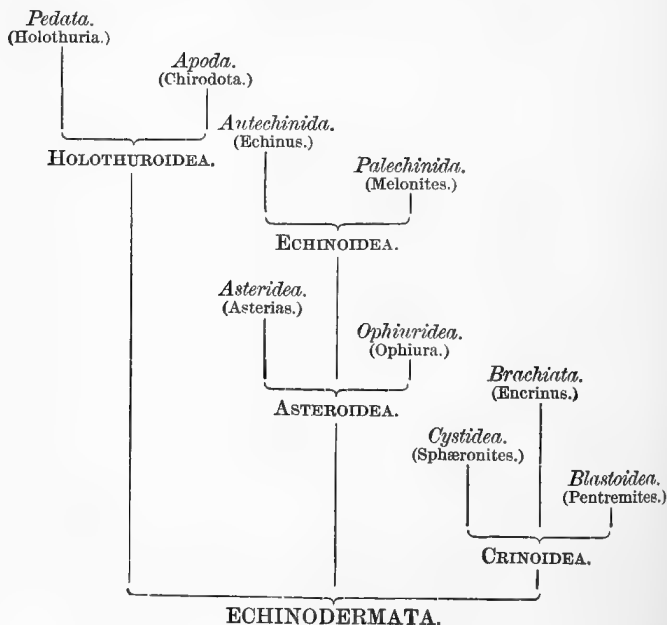 Pedata.
(Holothuria.)
Apoda.
(Chirodota.)
HOLOTHUROIDEA.
Autechinida.
(Echinus.)
Palechinida.
(Melonites.)
ECHINOIDEA.
Asteridea.
(Asterias.)
Ophiuridea.
(Ophiura.)
ASTEROIDEA.
Brachiata.
(Encrinus.)
Cystidea.
(Sphæronites.)
Blastoidea.
(Pentremites.)
CRINOIDEA.
ECHINODERMATA.